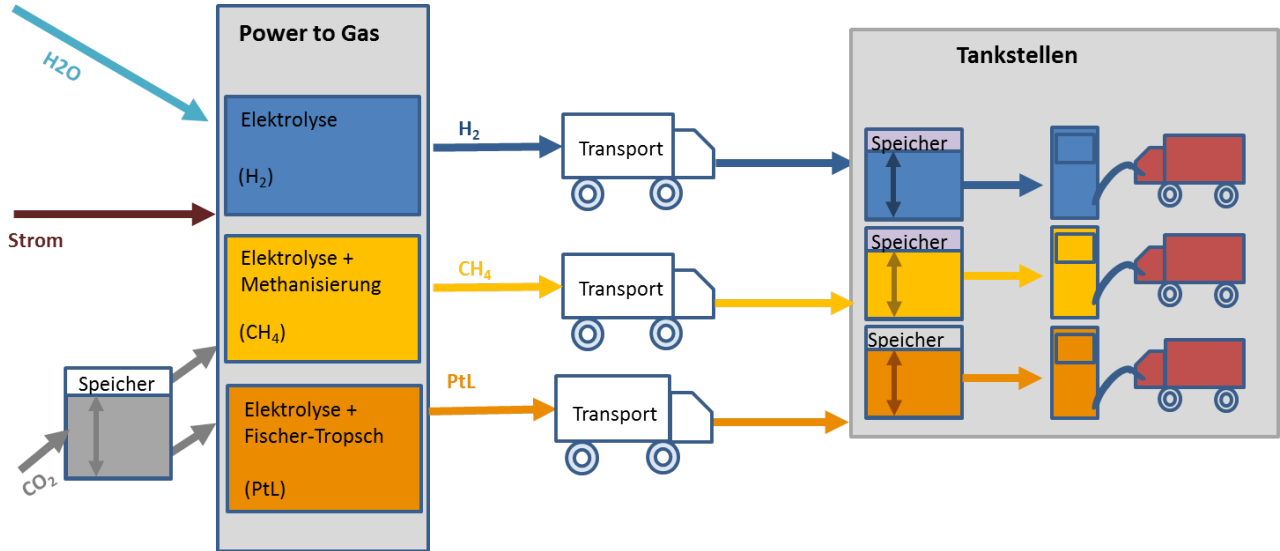 H2O
Strom
CO₂
Speicher
Power to Gas
Elektrolyse
(H₂)
Elektrolyse +
Methanisierung
(CH₄)
Elektrolyse +
Fischer-Tropsch
(PtL)
H₂
CH₄
PtL
Transport
Transport
Transport
Tankstellen
Speicher
Speicher
Speicher